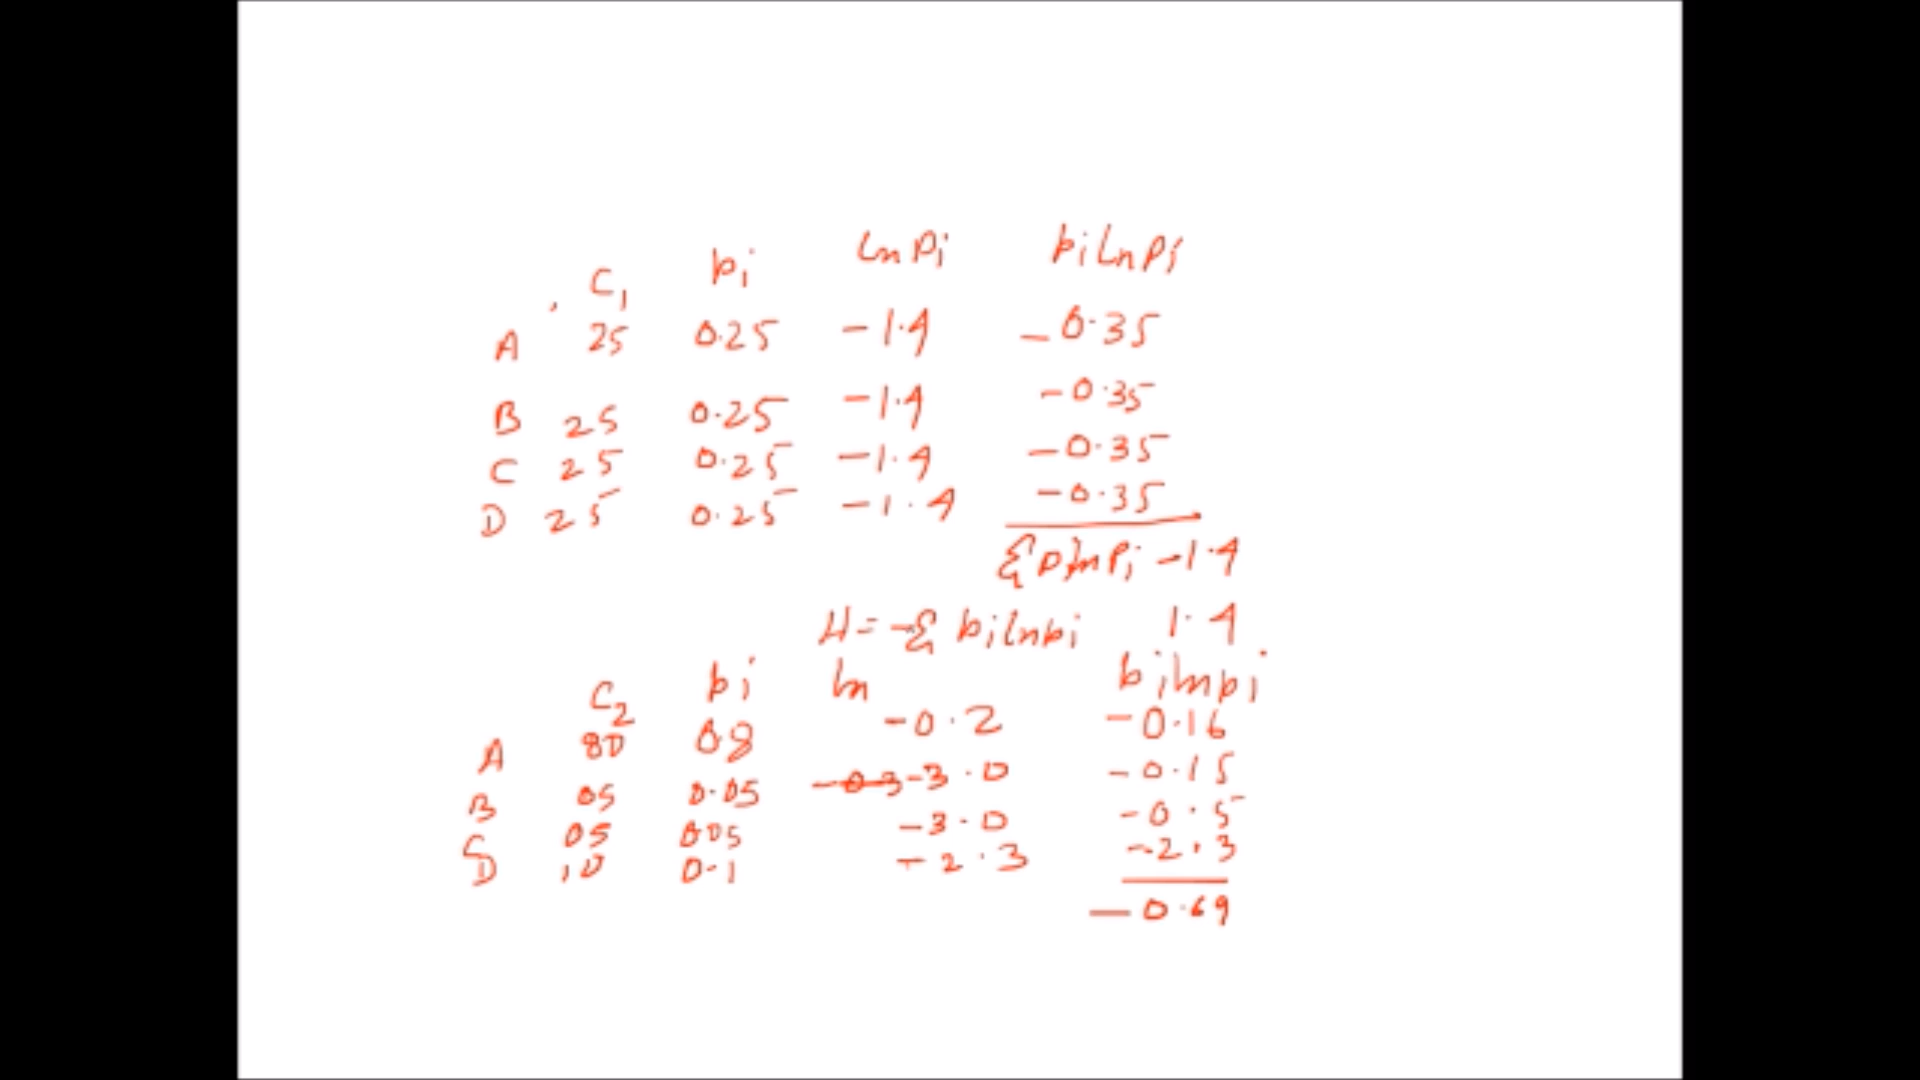 C1 pi lnPi pilnPi
A 25 0.25 -1.4 -0.35
B 25 0.25 -1.4 -0.35
C 25 0.25 -1.4 -0.35
D 25 0.25 -1.4 -0.35
Σ pilnPi -1.4
H = -Σ pilnpi 1.4
C2 pi ln pilnpi
A 80 0.8 -0.2 -0.16
B 05 0.05 -3.0 -0.15
C 05 0.05 -3.0 -0.5
D 10 0.1 -2.3 -2.3
-0.69